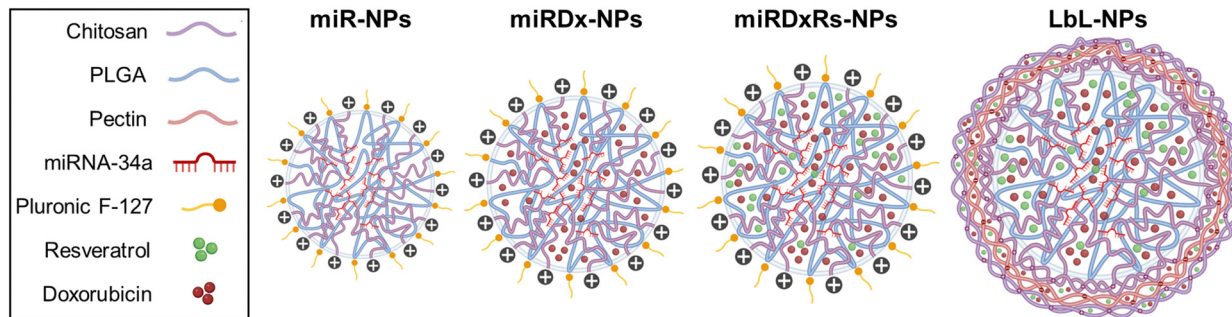 Chitosan
PLGA
Pectin
miRNA-34a
Pluronic F-127
Resveratrol
Doxorubicin
miR-NPs
miRDx-NPs
miRDxRs-NPs
LbL-NPs